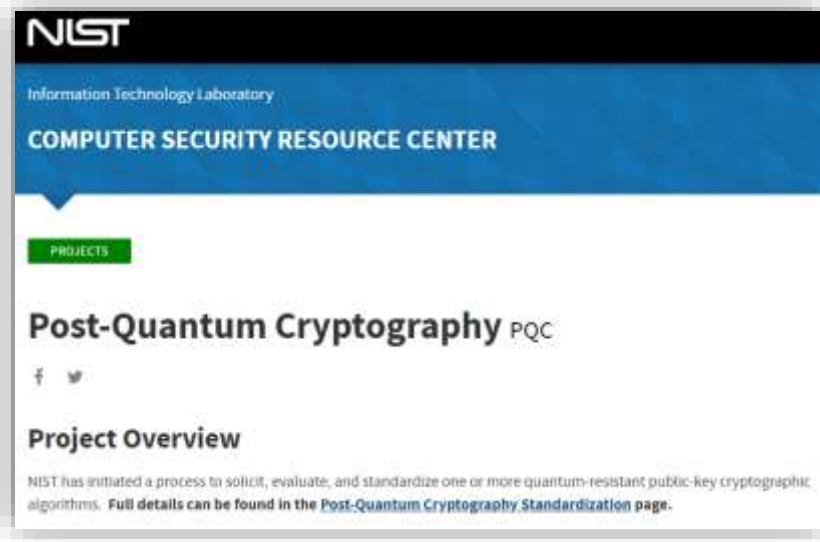 NIST
Information Technology Laboratory
COMPUTER SECURITY RESOURCE CENTER
PROJECTS
Post-Quantum Cryptography PQC
Project Overview
NIST has initiated a process to solicit, evaluate, and standardize one or more quantum-resistant public-key cryptographic
algorithms. Full details can be found in the Post-Quantum Cryptography Standardization page.